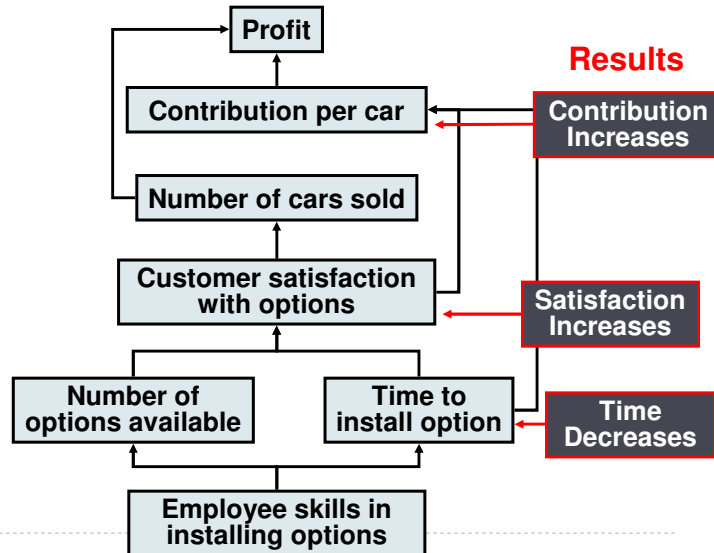 Profit
Results
Contribution per car
Contribution
Increases
Number of cars sold
Customer satisfaction
with options
Satisfaction
Increases
Number of
options available
Time to
install option
Time
Decreases
Employee skills in
installing options